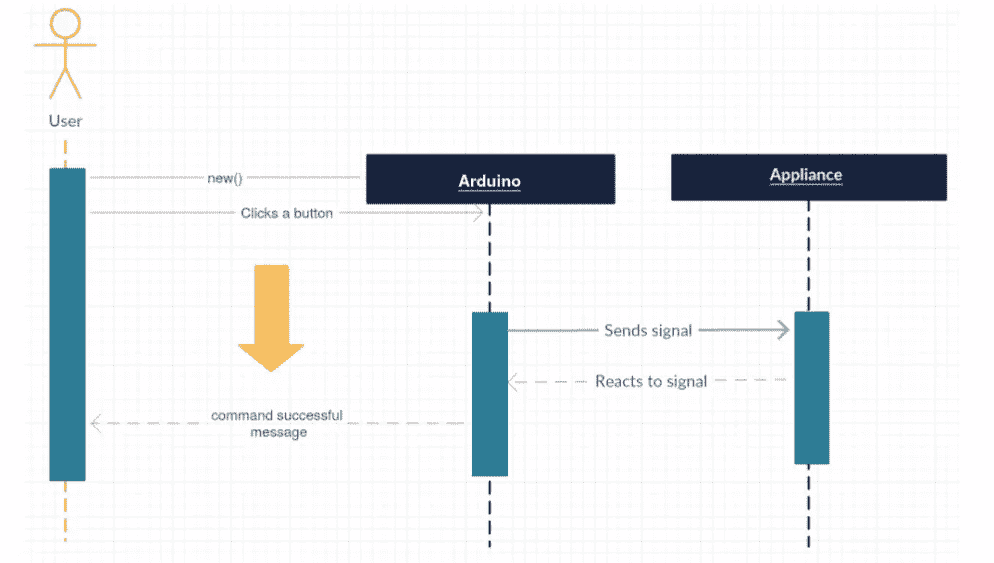 User
new()
Arduino
Appliance
Clicks a button
Sends signal
Reacts to signal
command successful
message